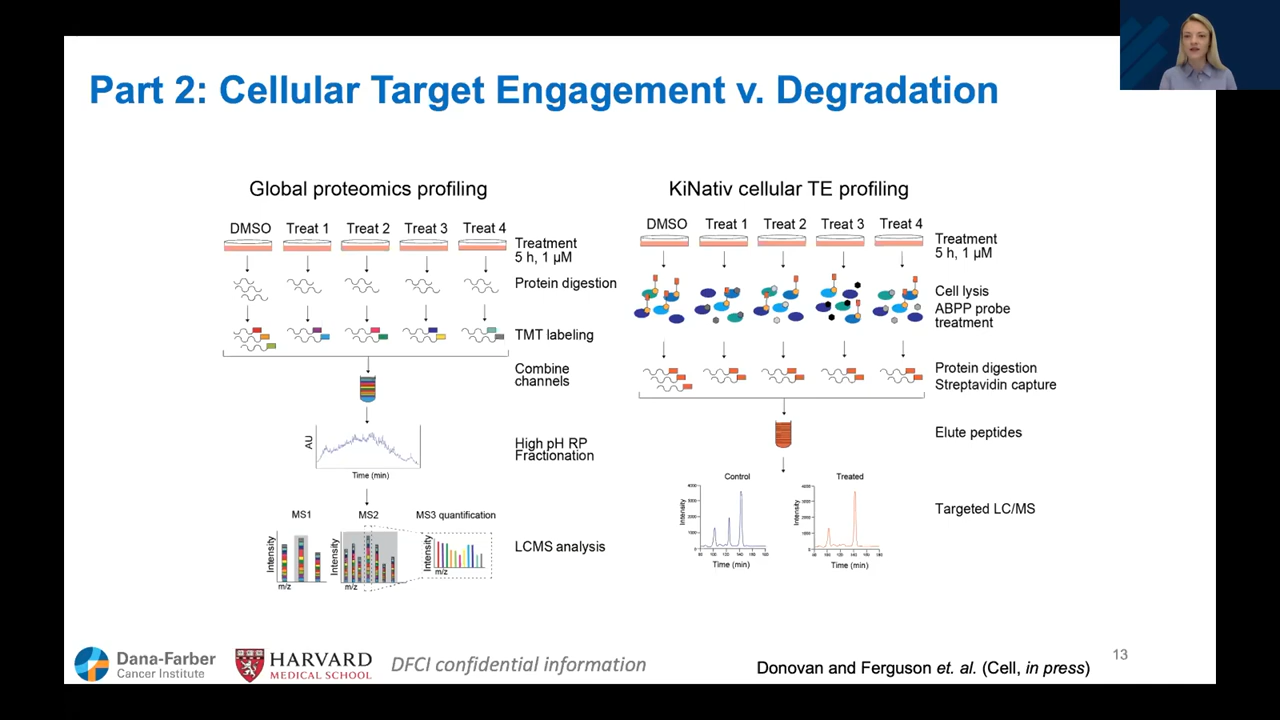 Part 2: Cellular Target Engagement v. Degradation
Global proteomics profiling
DMSO Treat 1 Treat 2 Treat 3 Treat 4
Treatment
5 h, 1 µM
Protein digestion
TMT labeling
Combine
channels
High pH RP
Fractionation
AU
Time (min)
MS1 MS2 MS3 quantification
Intensity
m/z
Intensity
m/z
Intensity
m/z
LCMS analysis
KiNativ cellular TE profiling
DMSO Treat 1 Treat 2 Treat 3 Treat 4
Treatment
5 h, 1 µM
Cell lysis
ABPP probe
treatment
Protein digestion
Streptavidin capture
Elute peptides
Control
Intensity
Time (min)
Treated
Intensity
Time (min)
Targeted LC/MS
Dana-Farber
Cancer Institute
HARVARD
MEDICAL SCHOOL
DFCI confidential information
Donovan and Ferguson et. al. (Cell, in press)
13